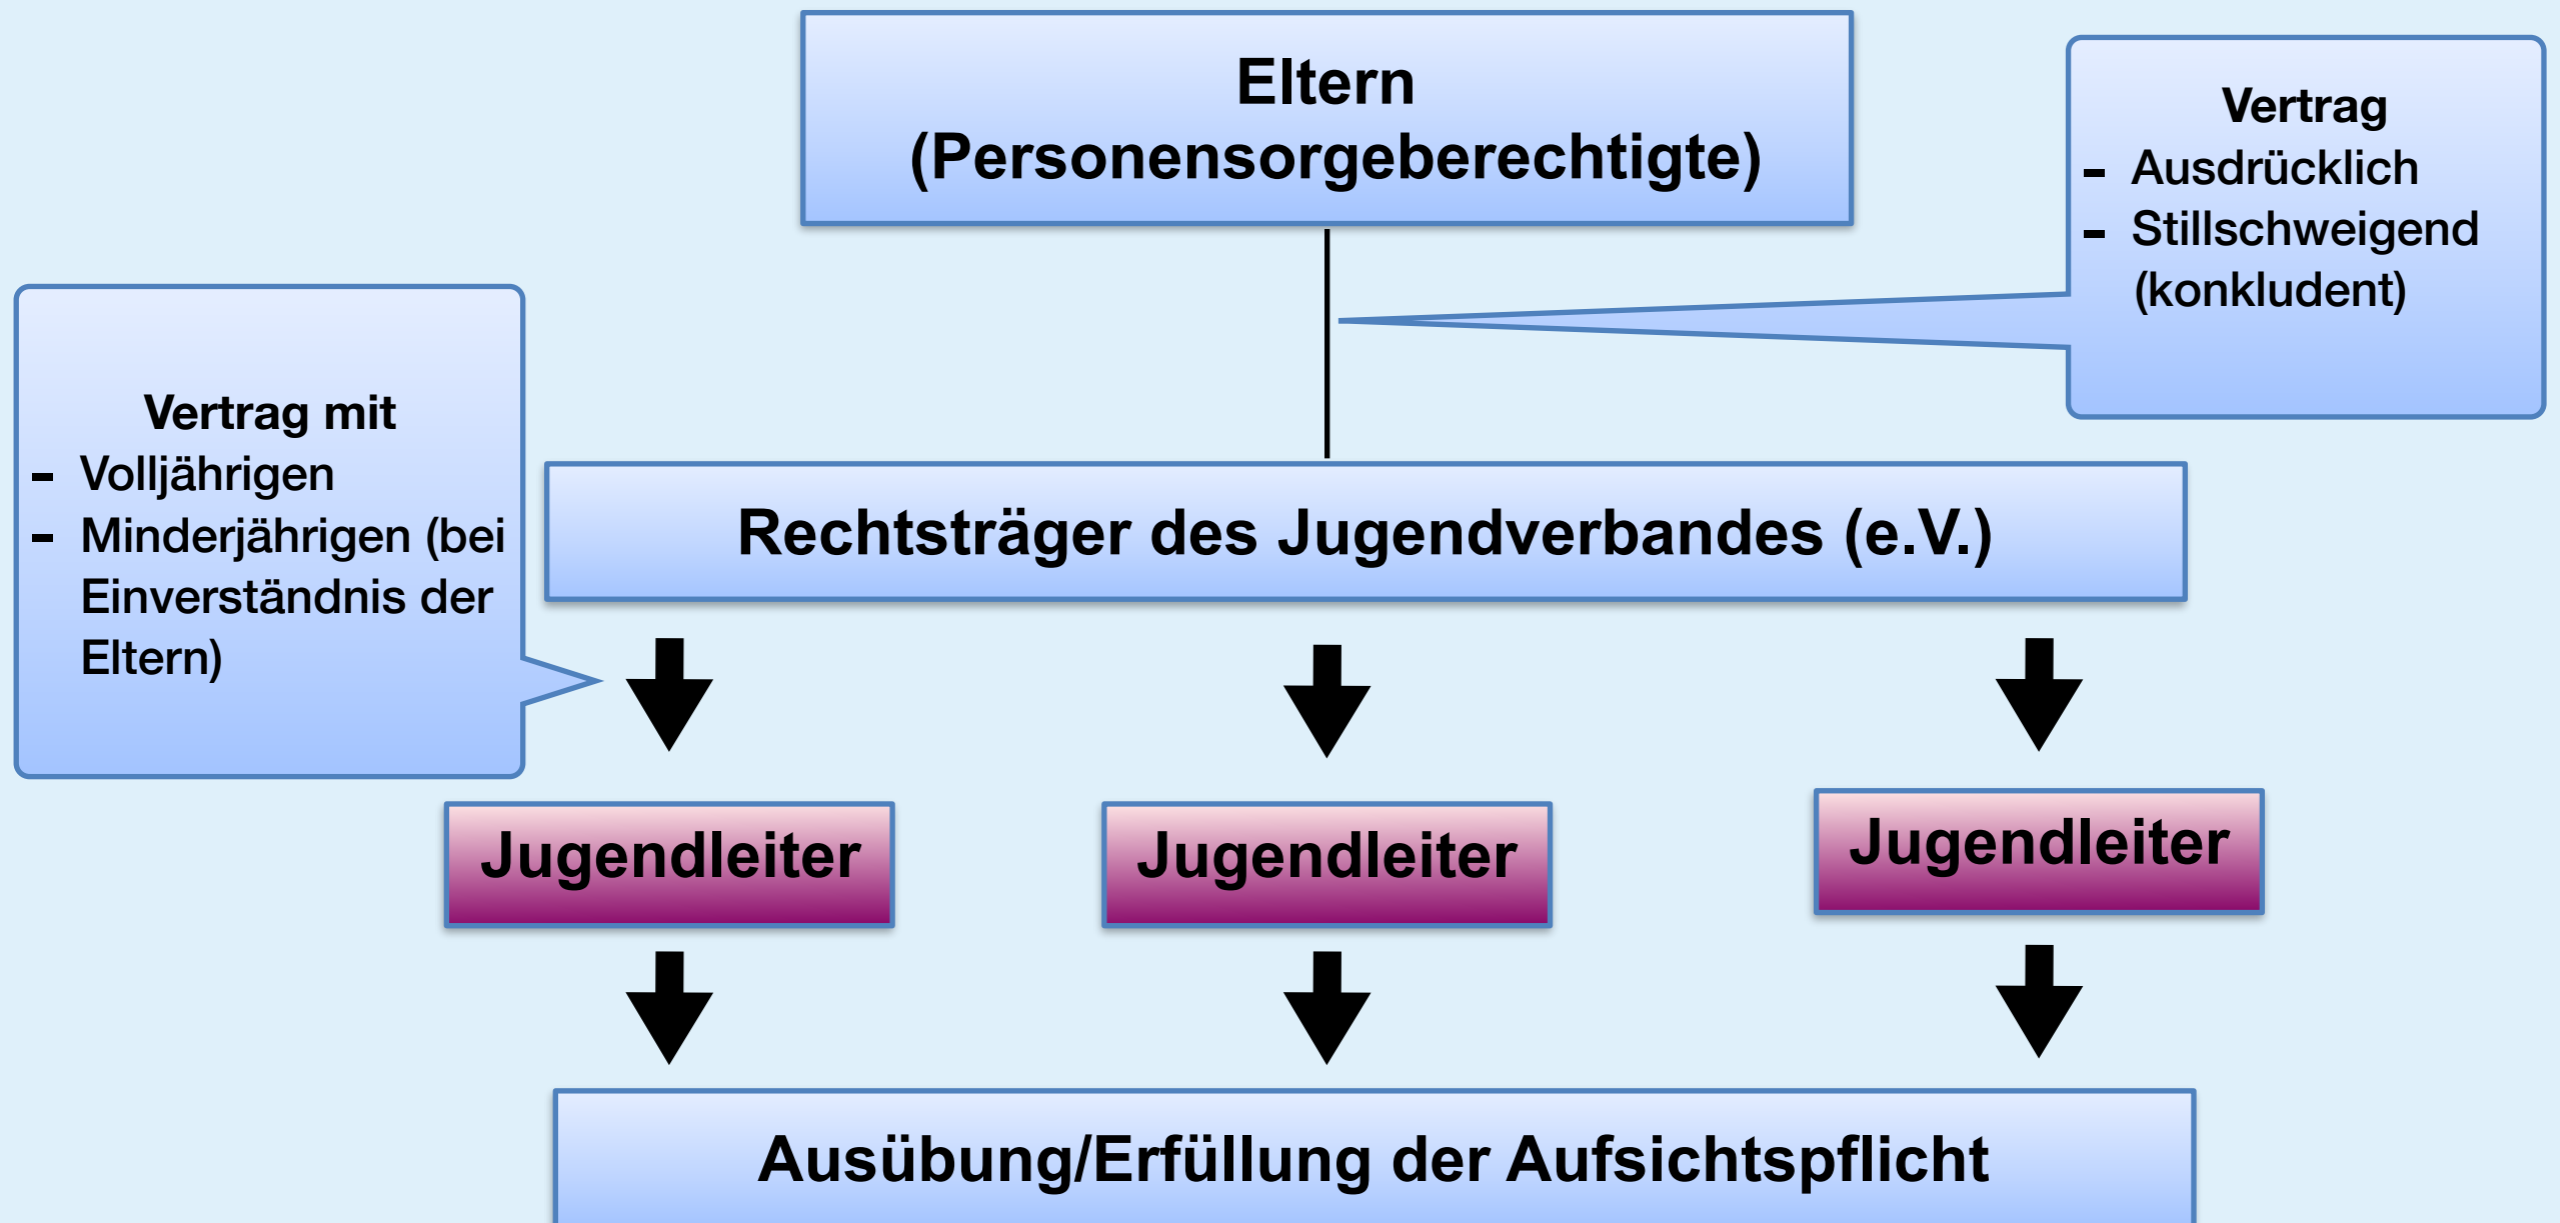 Eltern
(Personensorgeberechtigte)
Vertrag
- Ausdrücklich
- Stillschweigend
(konkludent)
Vertrag mit
- Volljährigen
- Minderjährigen (bei
Einverständnis der
Eltern)
Rechtsträger des Jugendverbandes (e.V.)
Jugendleiter
Jugendleiter
Jugendleiter
Ausübung/Erfüllung der Aufsichtspflicht